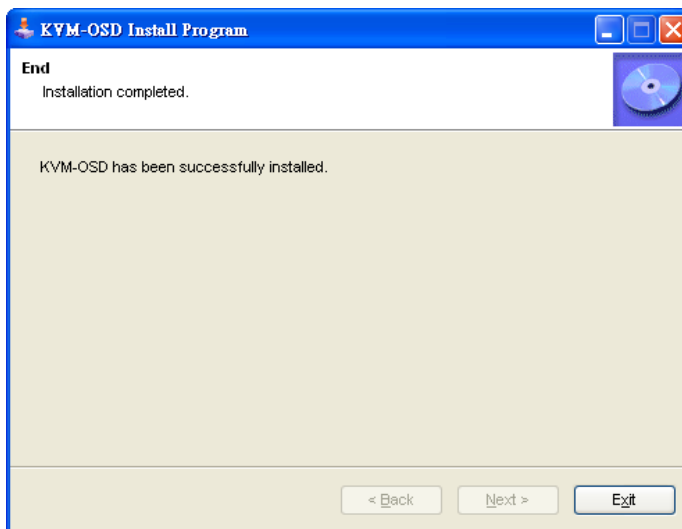 KVM-OSD Install Program
End
Installation completed.
KVM-OSD has been successfully installed.
< Back
Next >
Exit